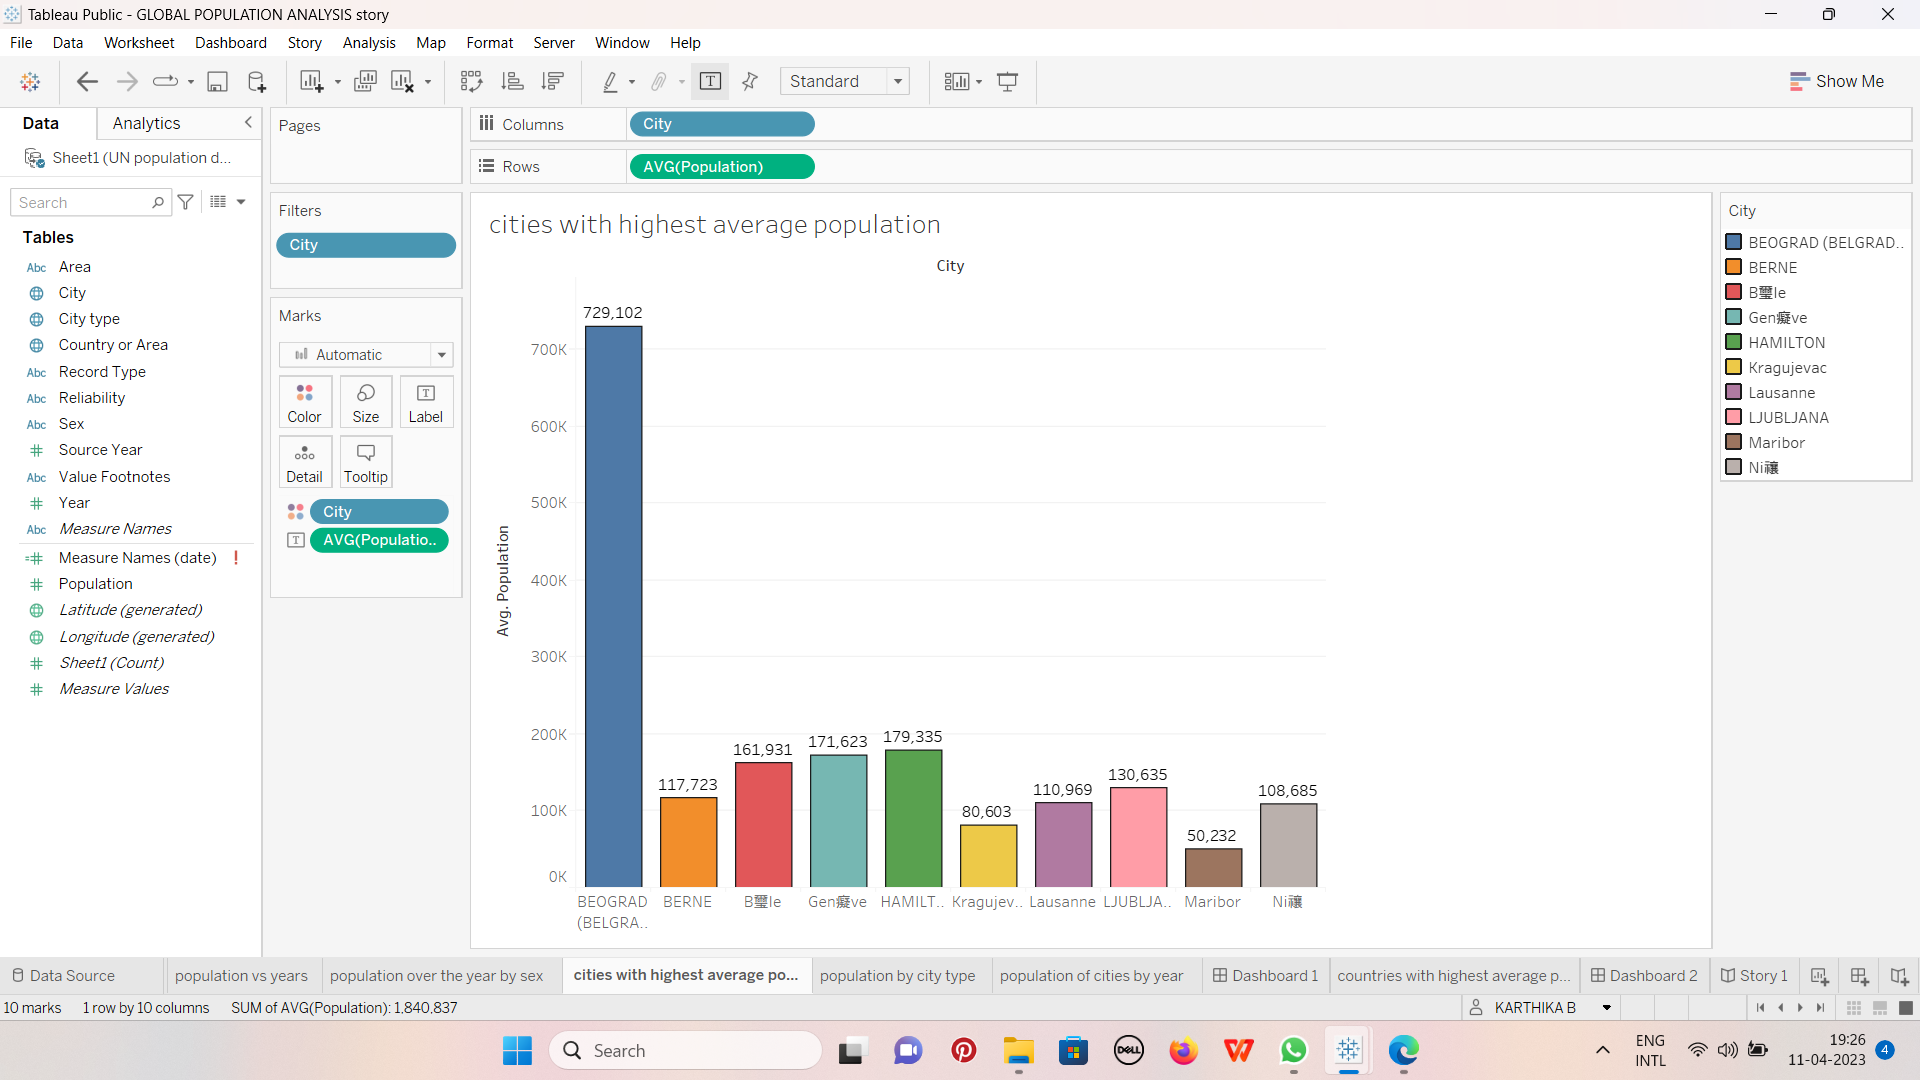 Tableau Public - GLOBAL POPULATION ANALYSIS story
File Data Worksheet Dashboard Story Analysis Map Format Server Window Help
Standard
Show Me
Data Analytics
Sheet1 (UN population d...
Search
Tables
Abc Area
City
City type
Country or Area
Abc Record Type
Abc Reliability
Abc Sex
# Source Year
Abc Value Footnotes
# Year
Abc Measure Names
=# Measure Names (date) !
# Population
Latitude (generated)
Longitude (generated)
# Sheet1 (Count)
# Measure Values
Pages
Filters
City
Marks
Automatic
Color Size Label
Detail Tooltip
City
AVG(Populatio..
Columns City
Rows AVG(Population)
cities with highest average population
City
Avg. Population
700K
600K
500K
400K
300K
200K
100K
0K
729,102
117,723
161,931
171,623
179,335
80,603
110,969
130,635
50,232
108,685
BEOGRAD (BELGRA.. BERNE B璽le Gen癡ve HAMILT.. Kragujev.. Lausanne LJUBLJA.. Maribor Ni禳
City
BEOGRAD (BELGRAD..
BERNE
B璽le
Gen癡ve
HAMILTON
Kragujevac
Lausanne
LJUBLJANA
Maribor
Ni禳
Data Source population vs years population over the year by sex cities with highest average po... population by city type population of cities by year Dashboard 1 countries with highest average p... Dashboard 2 Story 1
10 marks 1 row by 10 columns SUM of AVG(Population): 1,840,837
KARTHIKA B
Search
DELL
ENG
INTL
19:26
11-04-2023
4